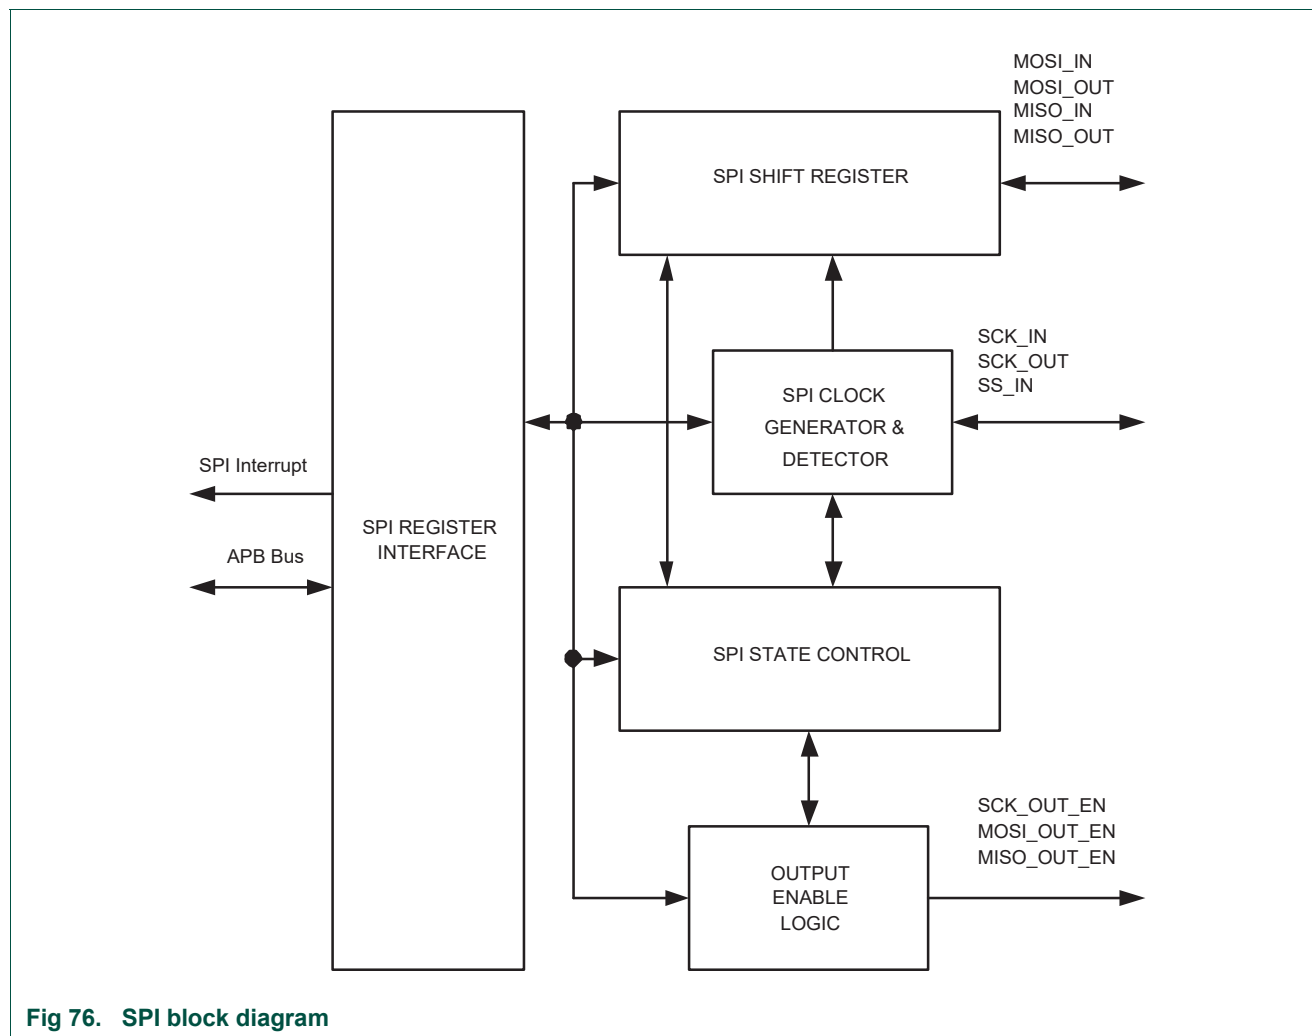 MOSI_IN
MOSI_OUT
MISO_IN
MISO_OUT
SPI SHIFT REGISTER
SCK_IN
SCK_OUT
SS_IN
SPI CLOCK
GENERATOR &
DETECTOR
SPI Interrupt
APB Bus
SPI REGISTER
INTERFACE
SPI STATE CONTROL
SCK_OUT_EN
MOSI_OUT_EN
MISO_OUT_EN
OUTPUT
ENABLE
LOGIC
Fig 76. SPI block diagram